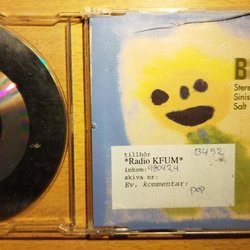 B
Stere
Sinis
Salt
tillhör B452
*Radio KFUM*
inkom: 980424
skiva nr:
Ev. kommentar:
pop